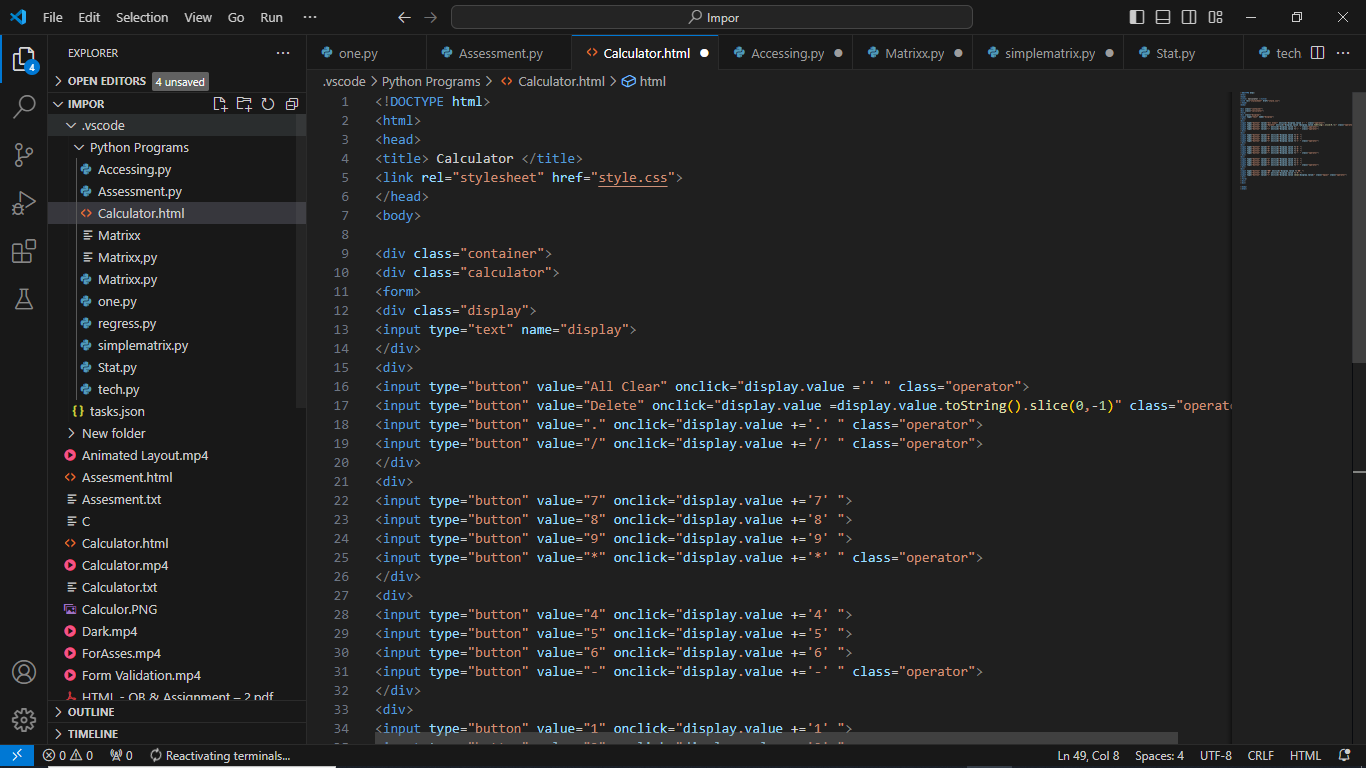 File Edit Selection View Go Run ··· Impor
EXPLORER ···
OPEN EDITORS 4 unsaved
IMPOR
.vscode
Python Programs
Accessing.py
Assessment.py
Calculator.html
Matrixx
Matrixx,py
Matrixx.py
one.py
regress.py
simplematrix.py
Stat.py
tech.py
{} tasks.json
New folder
Animated Layout.mp4
Assesment.html
Assesment.txt
C
Calculator.html
Calculator.mp4
Calculator.txt
Calculor.PNG
Dark.mp4
ForAsses.mp4
Form Validation.mp4
HTML - QB & Assignment – 2.pdf
OUTLINE
TIMELINE
4
one.py Assessment.py <> Calculator.html Accessing.py Matrixx.py simplematrix.py Stat.py tech ···
.vscode > Python Programs > <> Calculator.html > html
1 <!DOCTYPE html>
2 <html>
3 <head>
4 <title> Calculator </title>
5 <link rel="stylesheet" href="style.css">
6 </head>
7 <body>
8
9 <div class="container">
10 <div class="calculator">
11 <form>
12 <div class="display">
13 <input type="text" name="display">
14 </div>
15 <div>
16 <input type="button" value="All Clear" onclick="display.value ='' " class="operator">
17 <input type="button" value="Delete" onclick="display.value =display.value.toString().slice(0,-1)" class="operato
18 <input type="button" value="." onclick="display.value +='.' " class="operator">
19 <input type="button" value="/" onclick="display.value +='/' " class="operator">
20 </div>
21 <div>
22 <input type="button" value="7" onclick="display.value +='7' ">
23 <input type="button" value="8" onclick="display.value +='8' ">
24 <input type="button" value="9" onclick="display.value +='9' ">
25 <input type="button" value="*" onclick="display.value +='*' " class="operator">
26 </div>
27 <div>
28 <input type="button" value="4" onclick="display.value +='4' ">
29 <input type="button" value="5" onclick="display.value +='5' ">
30 <input type="button" value="6" onclick="display.value +='6' ">
31 <input type="button" value="-" onclick="display.value +='-' " class="operator">
32 </div>
33 <div>
34 <input type="button" value="1" onclick="display.value +='1' ">
0 0 0 Reactivating terminals... Ln 49, Col 8 Spaces: 4 UTF-8 CRLF HTML